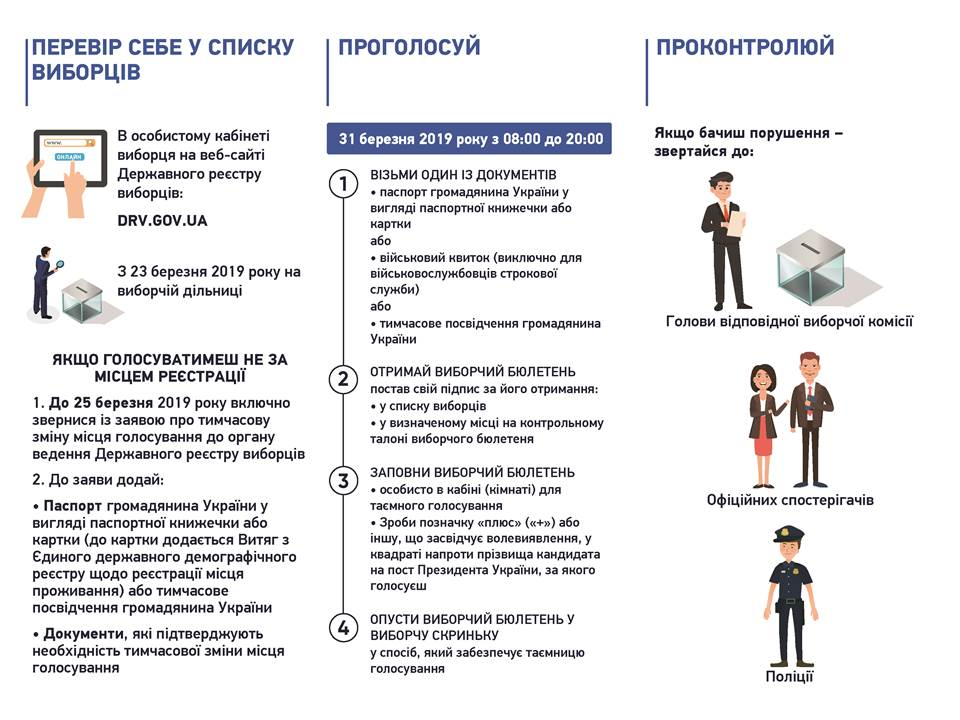 ПЕРЕВІР СЕБЕ У СПИСКУ
ВИБОРЦІВ
www.
ОНЛАЙН
В особистому кабінеті
виборця на веб-сайті
Державного реєстру
виборців:
DRV.GOV.UA
З 23 березня 2019 року на
виборчій дільниці
ЯКЩО ГОЛОСУВАТИМЕШ НЕ ЗА
МІСЦЕМ РЕЄСТРАЦІЇ
1. До 25 березня 2019 року включно
звернися із заявою про тимчасову
зміну місця голосування до органу
ведення Державного реєстру виборців
2. До заяви додай:
• Паспорт громадянина України у
вигляді паспортної книжечки або
картки (до картки додається Витяг з
Єдиного державного демографічного
реєстру щодо реєстрації місця
проживання) або тимчасове
посвідчення громадянина України
• Документи, які підтверджують
необхідність тимчасової зміни місця
голосування
ПРОГОЛОСУЙ
31 березня 2019 року з 08:00 до 20:00
1
ВІЗЬМИ ОДИН ІЗ ДОКУМЕНТІВ
• паспорт громадянина України у
вигляді паспортної книжечки або
картки
або
• військовий квиток (виключно для
військовослужбовців строкової
служби)
або
• тимчасове посвідчення громадянина
України
2
ОТРИМАЙ ВИБОРЧИЙ БЮЛЕТЕНЬ
постав свій підпис за його отримання:
• у списку виборців
• у визначеному місці на контрольному
талоні виборчого бюлетеня
3
ЗАПОВНИ ВИБОРЧИЙ БЮЛЕТЕНЬ
• особисто в кабіні (кімнаті) для
таємного голосування
• Зроби позначку «плюс» («+») або
іншу, що засвідчує волевиявлення, у
квадраті напроти прізвища кандидата
на пост Президента України, за якого
голосуєш
4
ОПУСТИ ВИБОРЧИЙ БЮЛЕТЕНЬ У
ВИБОРЧУ СКРИНЬКУ
у спосіб, який забезпечує таємницю
голосування
ПРОКОНТРОЛЮЙ
Якщо бачиш порушення –
звертайся до:
Голови відповідної виборчої комісії
Офіційних спостерігачів
Поліції